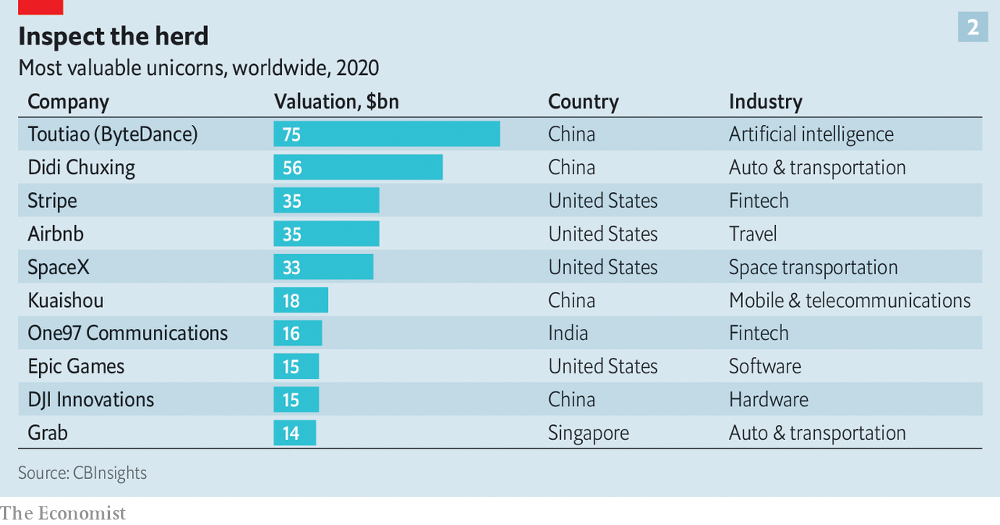 2
Inspect the herd
Most valuable unicorns, worldwide, 2020
Company Valuation, $bn Country Industry
Toutiao (ByteDance) 75 China Artificial intelligence
Didi Chuxing 56 China Auto & transportation
Stripe 35 United States Fintech
Airbnb 35 United States Travel
SpaceX 33 United States Space transportation
Kuaishou 18 China Mobile & telecommunications
One97 Communications 16 India Fintech
Epic Games 15 United States Software
DJI Innovations 15 China Hardware
Grab 14 Singapore Auto & transportation
Source: CBInsights
The Economist